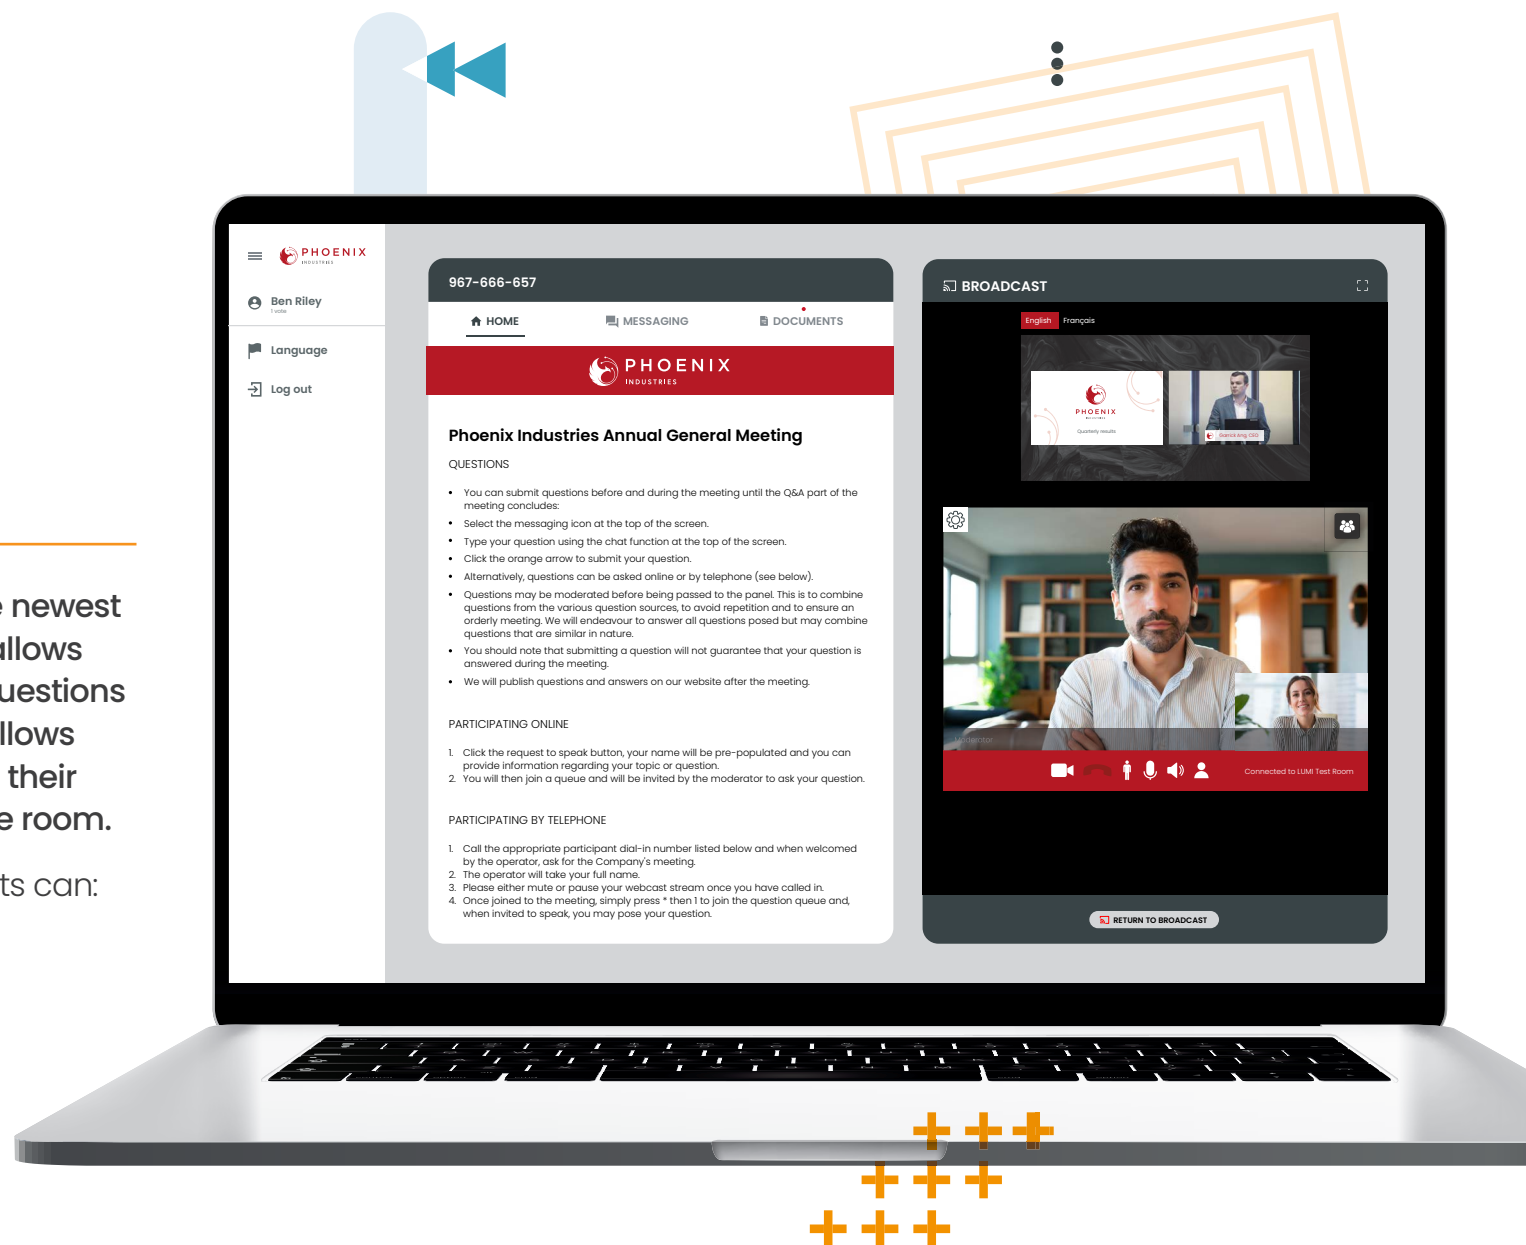 newest
allows
uestions
llows
their
e room.
ts can:
PHOENIX
INDUSTRIES
Ben Riley
1 vote
Language
Log out
967-666-657
HOME
MESSAGING
DOCUMENTS
PHOENIX
INDUSTRIES
Phoenix Industries Annual General Meeting
QUESTIONS
• You can submit questions before and during the meeting until the Q&A part of the
meeting concludes:
• Select the messaging icon at the top of the screen.
• Type your question using the chat function at the top of the screen.
• Click the orange arrow to submit your question.
• Alternatively, questions can be asked online or by telephone (see below).
• Questions may be moderated before being passed to the panel. This is to combine
questions from the various question sources, to avoid repetition and to ensure an
orderly meeting. We will endeavour to answer all questions posed but may combine
questions that are similar in nature.
• You should note that submitting a question will not guarantee that your question is
answered during the meeting.
• We will publish questions and answers on our website after the meeting.
PARTICIPATING ONLINE
1. Click the request to speak button, your name will be pre-populated and you can
provide information regarding your topic or question.
2. You will then join a queue and will be invited by the moderator to ask your question.
PARTICIPATING BY TELEPHONE
1. Call the appropriate participant dial-in number listed below and when welcomed
by the operator, ask for the Company's meeting.
2. The operator will take your full name.
3. Please either mute or pause your webcast stream once you have called in.
4. Once joined to the meeting, simply press * then 1 to join the question queue and,
when invited to speak, you may pose your question.
BROADCAST
English Français
PHOENIX
INDUSTRIES
Quarterly results
CEO
Moderator
Connected to LUMI Test Room
RETURN TO BROADCAST